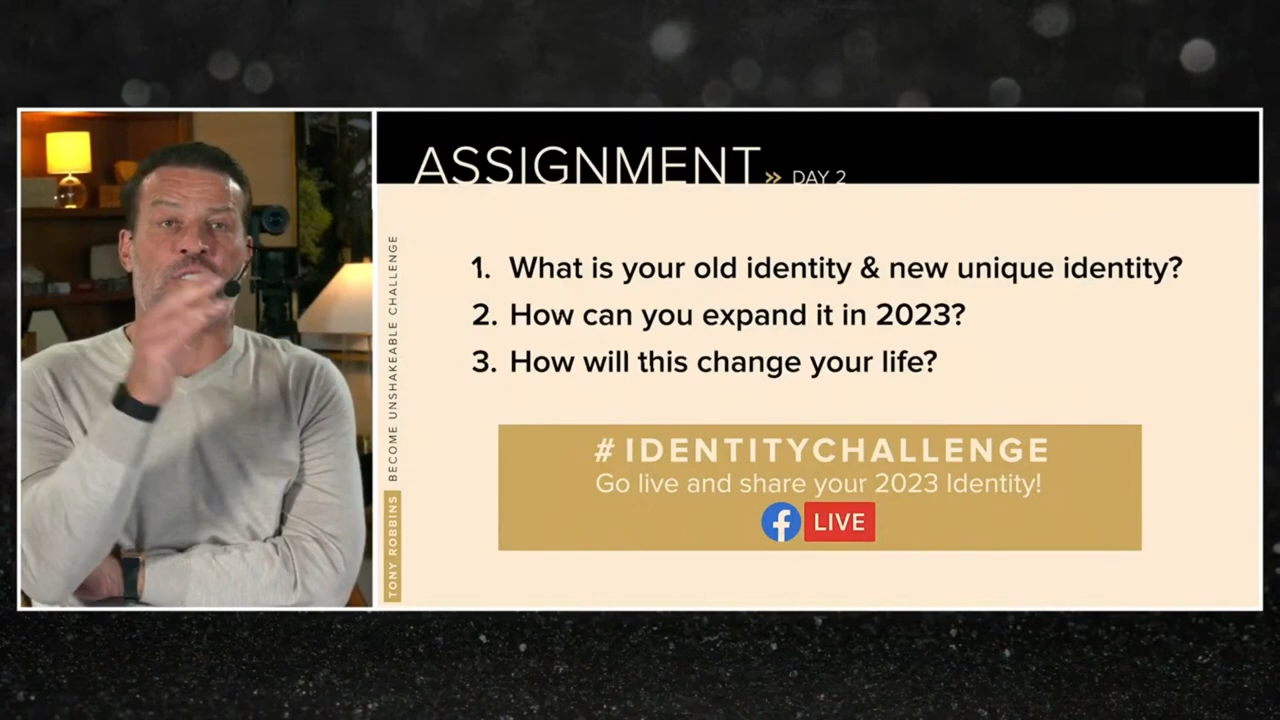 ASSIGNMENT » DAY 2
1. What is your old identity & new unique identity?
2. How can you expand it in 2023?
3. How will this change your life?
#IDENTITYCHALLENGE
Go live and share your 2023 Identity!
f LIVE
TONY ROBBINS BECOME UNSHAKEABLE CHALLENGE